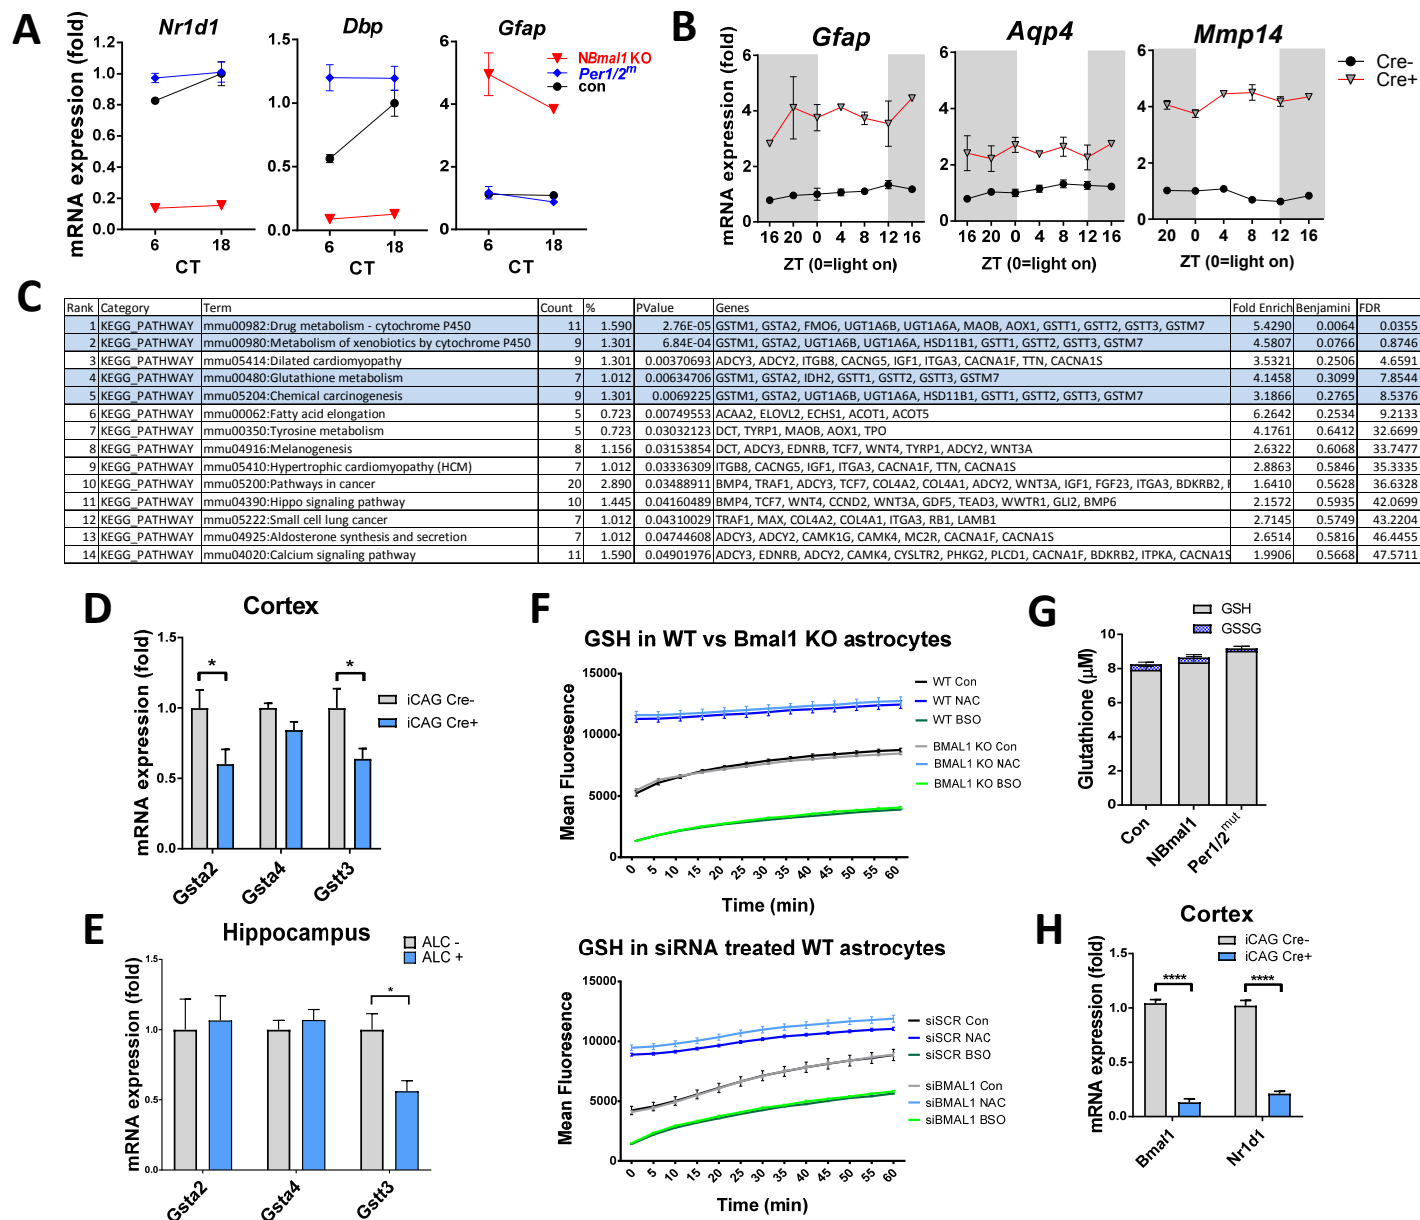 A
Nr1d1
Dbp
Gfap
mRNA expression (fold)
1.2
1.0
0.8
0.6
0.4
0.2
0.0
6
18
CT
1.5
1.0
0.5
0.0
6
18
CT
6
4
2
0
6
18
CT
NBmal1 KO
Per1/2m
con
B
Gfap
Aqp4
Mmp14
mRNA expression (fold)
6
4
2
0
16 20 0 4 8 12 16
ZT (0=light on)
6
4
2
0
16 20 0 4 8 12 16
ZT (0=light on)
6
4
2
0
20 0 4 8 12 16
ZT (0=light on)
Cre-
Cre+
C
Rank Category Term Count % PValue Genes Fold Enrich Benjamini FDR
1 KEGG_PATHWAY mmu00982:Drug metabolism - cytochrome P450 11 1.590 2.76E-05 GSTM1, GSTA2, FMO6, UGT1A6B, UGT1A6A, MAOB, AOX1, GSTT1, GSTT2, GSTT3, GSTM7 5.4290 0.0064 0.0355
2 KEGG_PATHWAY mmu00980:Metabolism of xenobiotics by cytochrome P450 9 1.301 6.84E-04 GSTM1, GSTA2, UGT1A6B, UGT1A6A, HSD11B1, GSTT1, GSTT2, GSTT3, GSTM7 4.5807 0.0766 0.8746
3 KEGG_PATHWAY mmu05414:Dilated cardiomyopathy 9 1.301 0.00370693 ADCY3, ADCY2, ITGB8, CACNG5, IGF1, ITGA3, CACNA1F, TTN, CACNA1S 3.5321 0.2506 4.6591
4 KEGG_PATHWAY mmu00480:Glutathione metabolism 7 1.012 0.00634706 GSTM1, GSTA2, IDH2, GSTT1, GSTT2, GSTT3, GSTM7 4.1458 0.3099 7.8544
5 KEGG_PATHWAY mmu05204:Chemical carcinogenesis 9 1.301 0.0069225 GSTM1, GSTA2, UGT1A6B, UGT1A6A, HSD11B1, GSTT1, GSTT2, GSTT3, GSTM7 3.1866 0.2765 8.5376
6 KEGG_PATHWAY mmu00062:Fatty acid elongation 5 0.723 0.00749553 ACAA2, ELOVL2, ECHS1, ACOT1, ACOT5 6.2642 0.2534 9.2133
7 KEGG_PATHWAY mmu00350:Tyrosine metabolism 5 0.723 0.03032123 DCT, TYRP1, MAOB, AOX1, TPO 4.1761 0.6412 32.6699
8 KEGG_PATHWAY mmu04916:Melanogenesis 8 1.156 0.03153854 DCT, ADCY3, EDNRB, TCF7, WNT4, TYRP1, ADCY2, WNT3A 2.6322 0.6068 33.7477
9 KEGG_PATHWAY mmu05410:Hypertrophic cardiomyopathy (HCM) 7 1.012 0.03336309 ITGB8, CACNG5, IGF1, ITGA3, CACNA1F, TTN, CACNA1S 2.8863 0.5846 35.3335
10 KEGG_PATHWAY mmu05200:Pathways in cancer 20 2.890 0.03488911 BMP4, TRAF1, ADCY3, TCF7, COL4A2, COL4A1, ADCY2, WNT3A, IGF1, FGF23, ITGA3, BDKRB2, 1.6410 0.5628 36.6328
11 KEGG_PATHWAY mmu04390:Hippo signaling pathway 10 1.445 0.04160489 BMP4, TCF7, WNT4, CCND2, WNT3A, GDF5, TEAD3, WWTR1, GLI2, BMP6 2.1572 0.5935 42.0699
12 KEGG_PATHWAY mmu05222:Small cell lung cancer 7 1.012 0.04310029 TRAF1, MAX, COL4A2, COL4A1, ITGA3, RB1, LAMB1 2.7145 0.5749 43.2204
13 KEGG_PATHWAY mmu04925:Aldosterone synthesis and secretion 7 1.012 0.04744608 ADCY3, ADCY2, CAMK1G, CAMK4, MC2R, CACNA1F, CACNA1S 2.6514 0.5816 46.4455
14 KEGG_PATHWAY mmu04020:Calcium signaling pathway 11 1.590 0.04901976 ADCY3, EDNRB, ADCY2, CAMK4, CYSLTR2, PHKG2, PLCD1, CACNA1F, BDKRB2, ITPKA, CACNA1S 1.9906 0.5668 47.5711
D
Cortex
mRNA expression (fold)
1.5
1.0
0.5
0.0
*
*
Gsta2
Gsta4
Gstt3
iCAG Cre-
iCAG Cre+
E
Hippocampus
mRNA expression (fold)
1.5
1.0
0.5
0.0
*
Gsta2
Gsta4
Gstt3
ALC -
ALC +
F
GSH in WT vs Bmal1 KO astrocytes
Mean Fluoresence
15000
10000
5000
0
0 5 10 15 20 25 30 35 40 45 50 55 60
Time (min)
WT Con
WT NAC
WT BSO
BMAL1 KO Con
BMAL1 KO NAC
BMAL1 KO BSO
GSH in siRNA treated WT astrocytes
Mean Fluoresence
15000
10000
5000
0
0 5 10 15 20 25 30 35 40 45 50 55 60
Time (min)
siSCR Con
siSCR NAC
siSCR BSO
siBMAL1 Con
siBMAL1 NAC
siBMAL1 BSO
G
GSH
GSSG
Glutathione (μM)
10
8
6
4
2
0
Con
NBmal1
Per1/2mut
H
Cortex
iCAG Cre-
iCAG Cre+
mRNA expression (fold)
1.5
1.0
0.5
0.0
****
****
Bmal1
Nr1d1